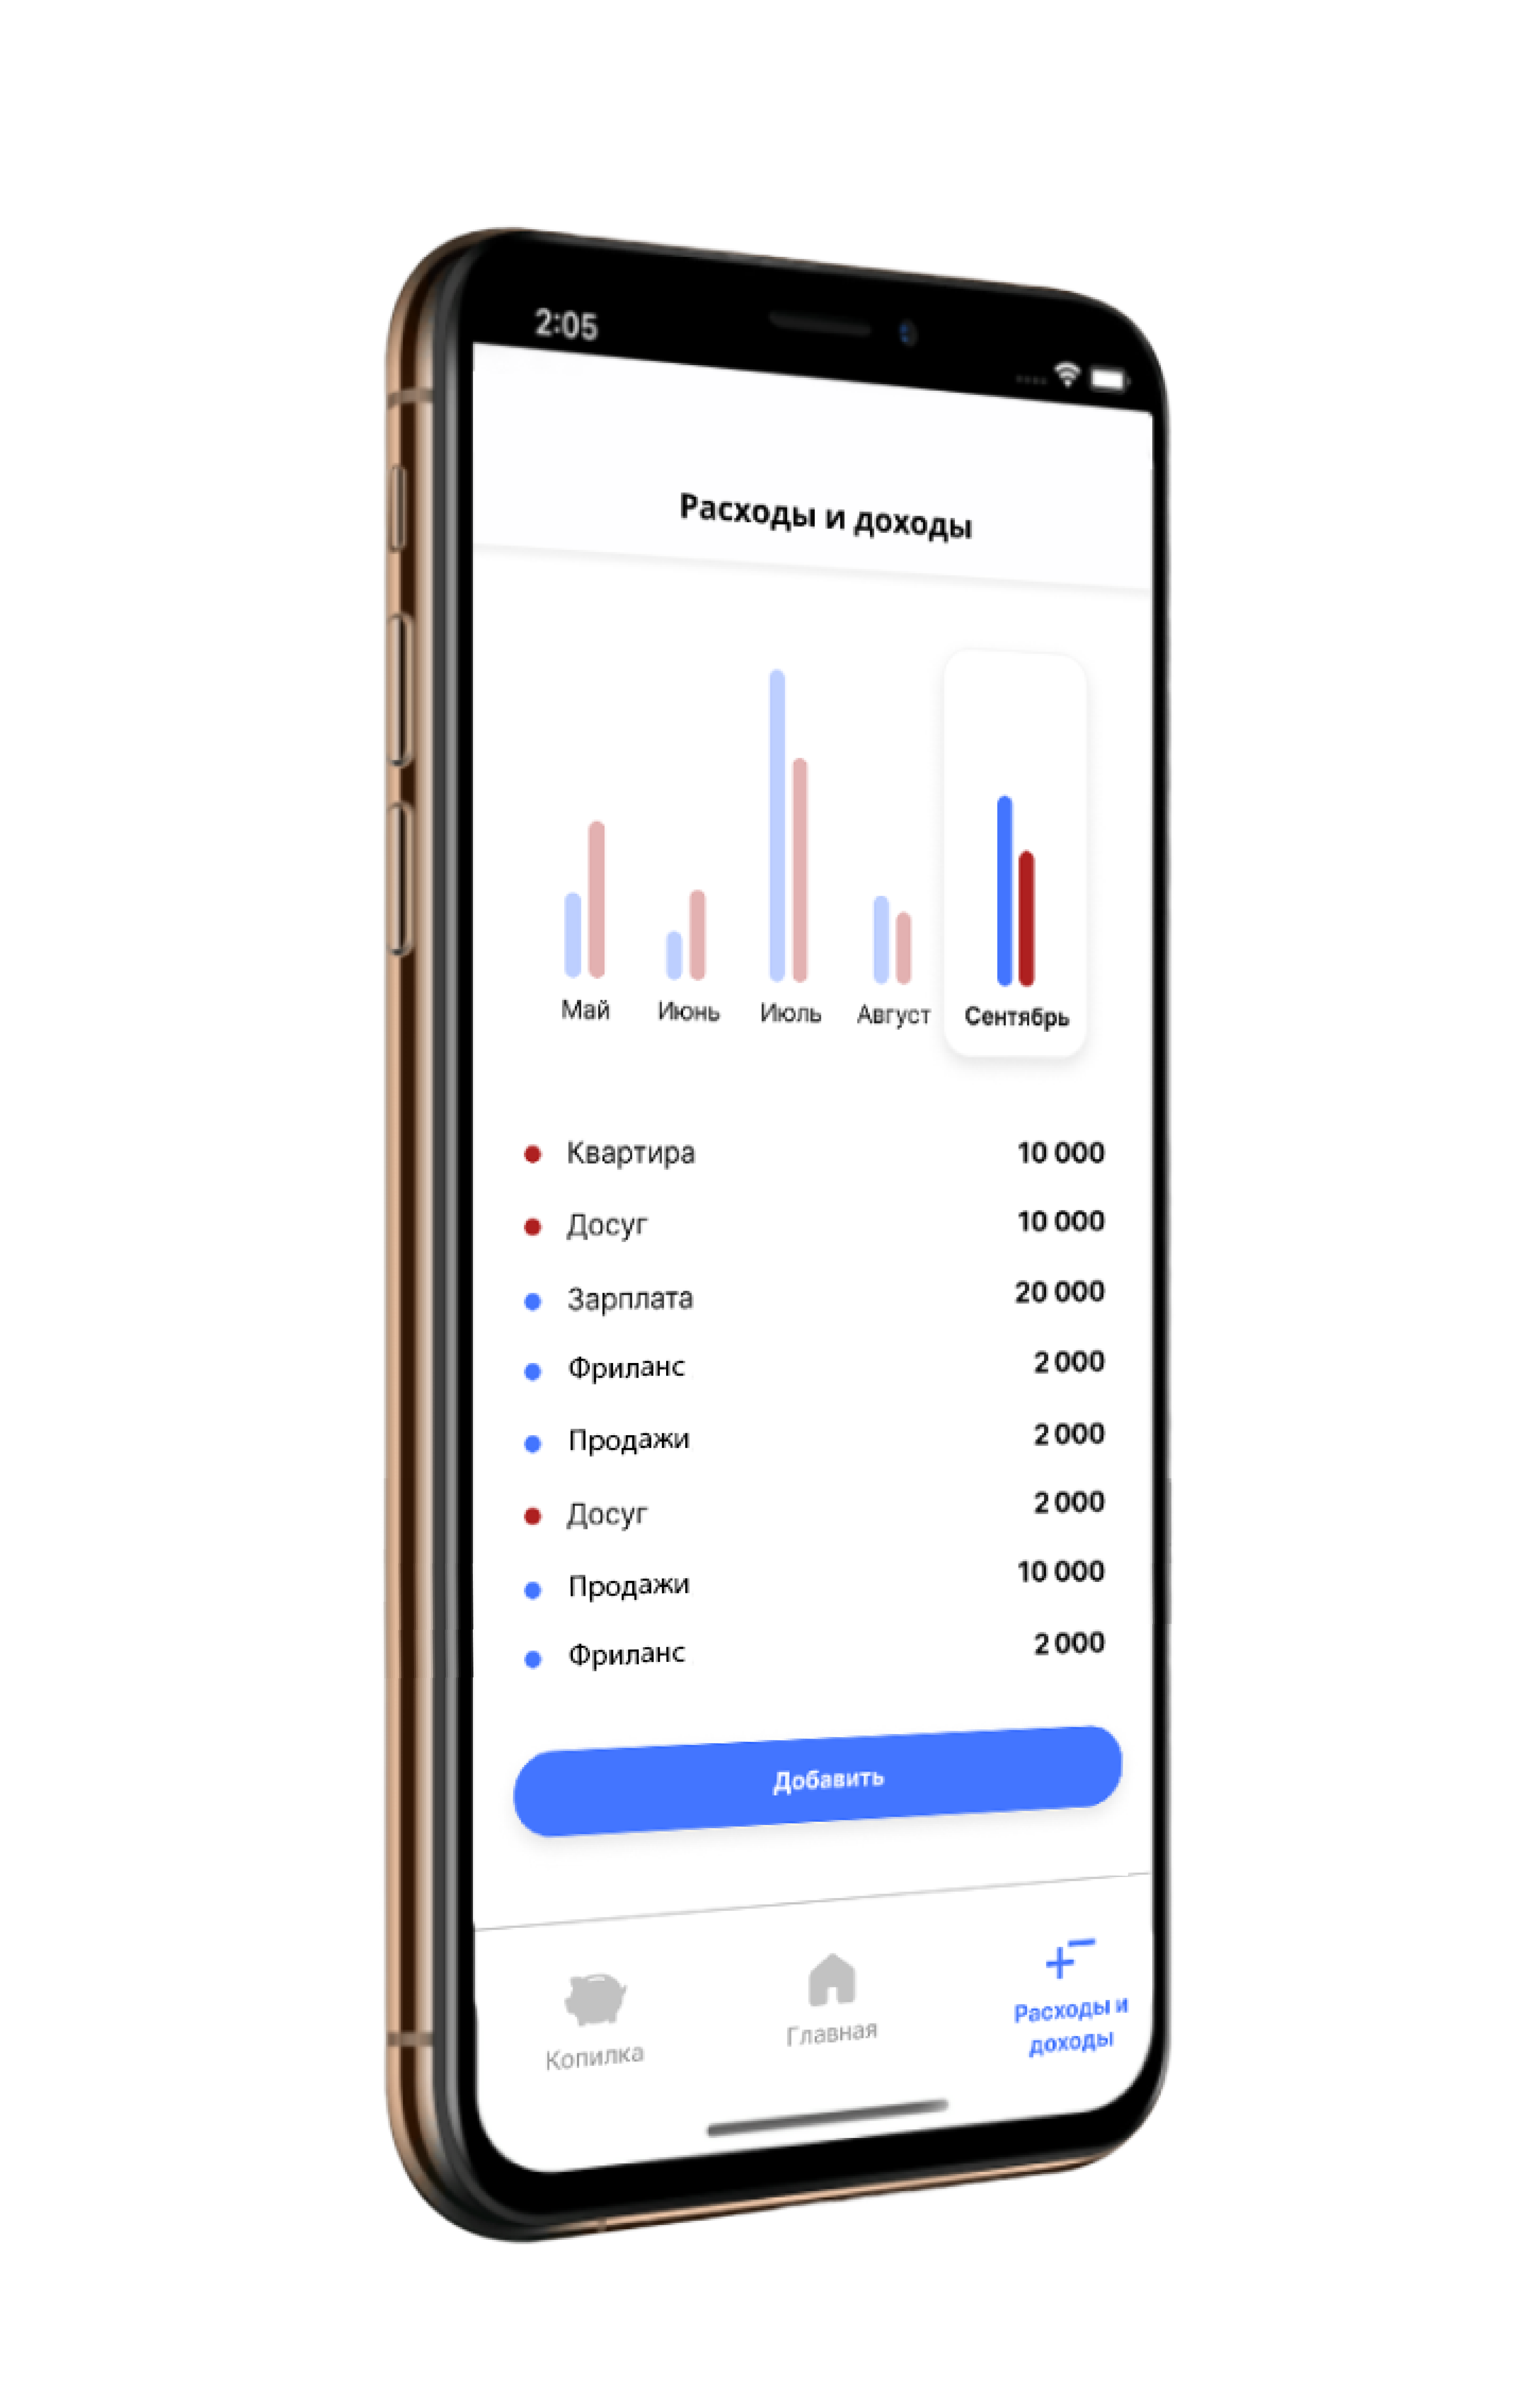 2:05
Расходы и доходы
Май Июнь Июль Август Сентябрь
Квартира 10 000
Досуг 10 000
Зарплата 20 000
Фриланс 2 000
Продажи 2 000
Досуг 2 000
Продажи 10 000
Фриланс 2 000
Добавить
Копилка Главная Расходы и
доходы